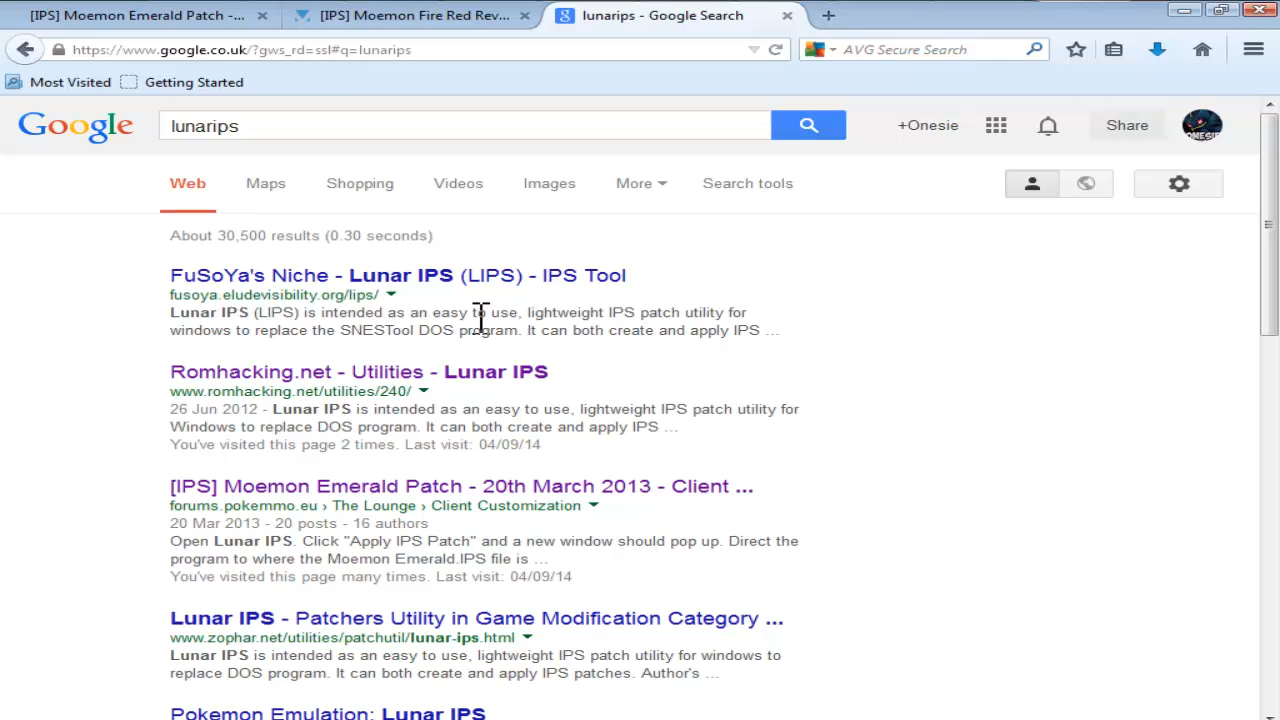 [IPS] Moemon Emerald Patch -...
[IPS] Moemon Fire Red Rev...
lunarips - Google Search
https://www.google.co.uk/?gws_rd=ssl#q=lunarips
AVG Secure Search
Most Visited
Getting Started
Google
lunarips
+Onesie
Share
ONESIE
Web
Maps
Shopping
Videos
Images
More
Search tools
About 30,500 results (0.30 seconds)
FuSoYa's Niche - Lunar IPS (LIPS) - IPS Tool
fusoya.eludevisibility.org/lips/
Lunar IPS (LIPS) is intended as an easy to use, lightweight IPS patch utility for
windows to replace the SNESTool DOS program. It can both create and apply IPS ...
Romhacking.net - Utilities - Lunar IPS
www.romhacking.net/utilities/240/
26 Jun 2012 - Lunar IPS is intended as an easy to use, lightweight IPS patch utility for
Windows to replace DOS program. It can both create and apply IPS ...
You've visited this page 2 times. Last visit: 04/09/14
[IPS] Moemon Emerald Patch - 20th March 2013 - Client ...
forums.pokemmo.eu › The Lounge › Client Customization
20 Mar 2013 - 20 posts - 16 authors
Open Lunar IPS. Click "Apply IPS Patch" and a new window should pop up. Direct the
program to where the Moemon Emerald.IPS file is ...
You've visited this page many times. Last visit: 04/09/14
Lunar IPS - Patchers Utility in Game Modification Category ...
www.zophar.net/utilities/patchutil/lunar-ips.html
Lunar IPS is intended as an easy to use, lightweight IPS patch utility for windows to
replace DOS program. It can both create and apply IPS patches. Author's ...
Pokemon Emulation: Lunar IPS